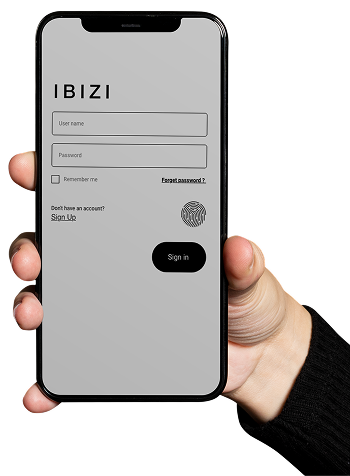 IBIZI
User name
Password
Remember me
Forget password ?
Don't have an account?
Sign Up
Sign in